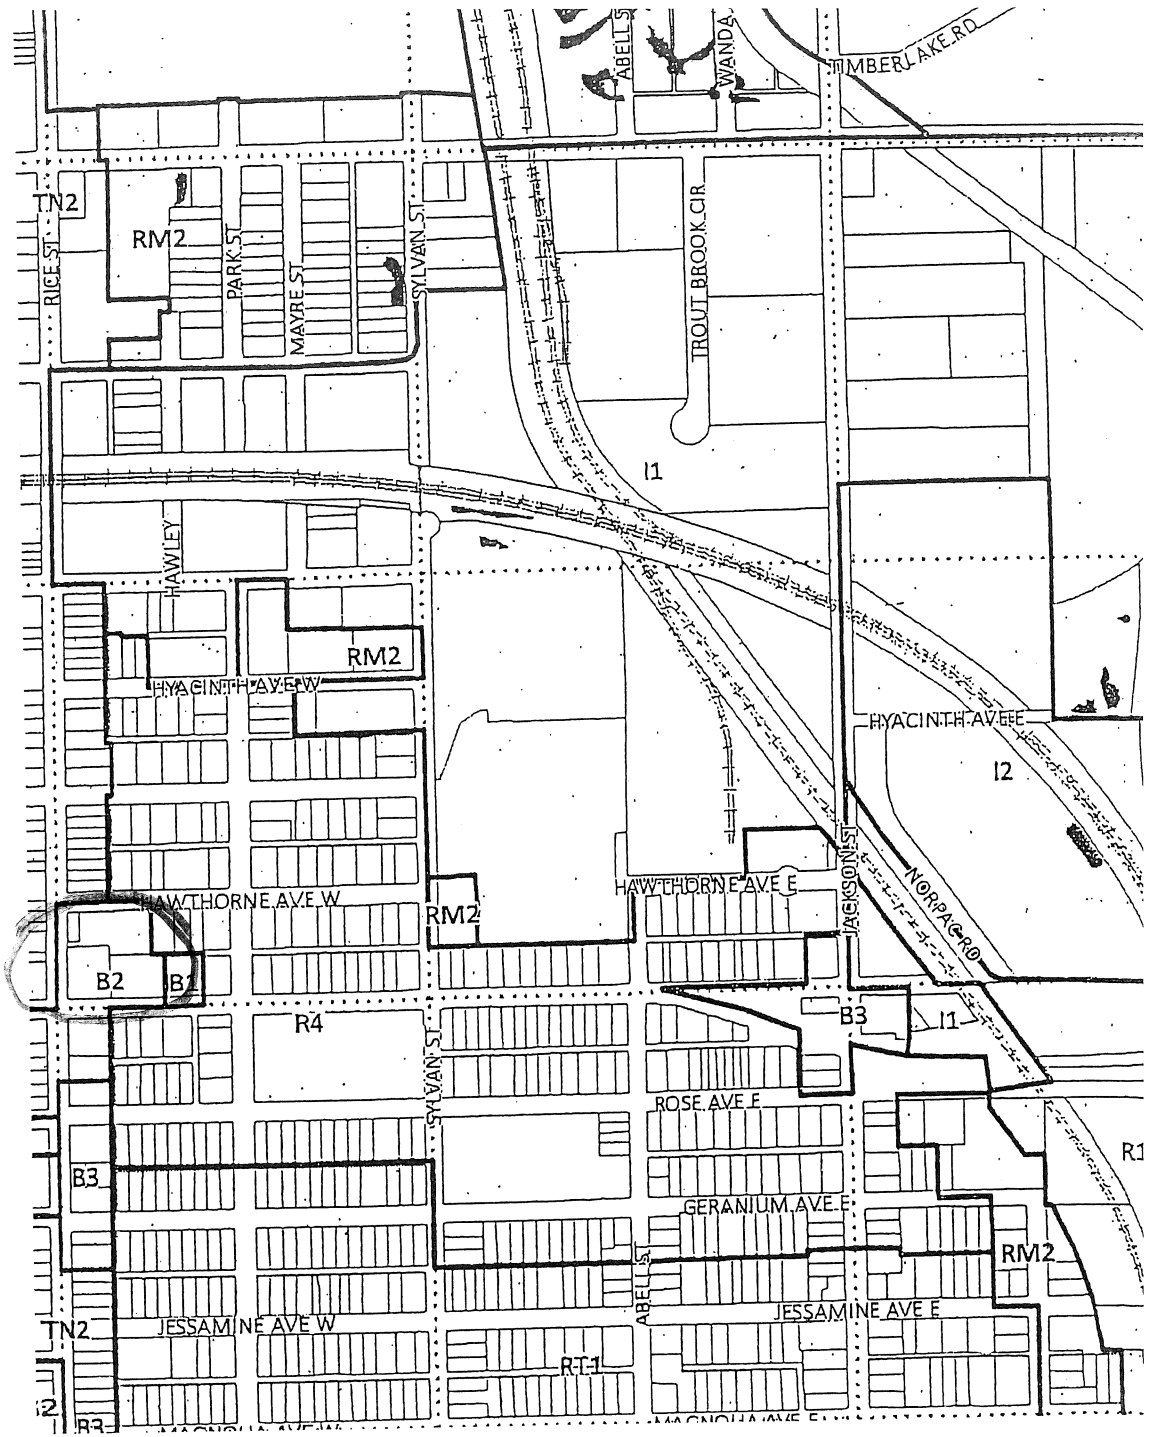 ABELL S
WANDA
TIMBERLAKE RD
TN2
RM2
RICE ST
PARK ST
MAYRE ST
SYLVAN ST
TROUT BROOK CIR
I1
HAWLEY
RM2
HYACINTH AVE W
HYACINTH AVE E
I2
JACKSON ST
NORPAC RD
HAWTHORNE AVE W
HAWTHORNE AVE E
RM2
B2
B1
R4
B3
I1
SYLVAN ST
ROSE AVE E
B3
R1
GERANIUM AVE E
RM2
ABELL ST
TN2
JESSAMINE AVE W
JESSAMINE AVE E
RT1
B3
MAGNOLIA AVE W
MAGNOLIA AVE E